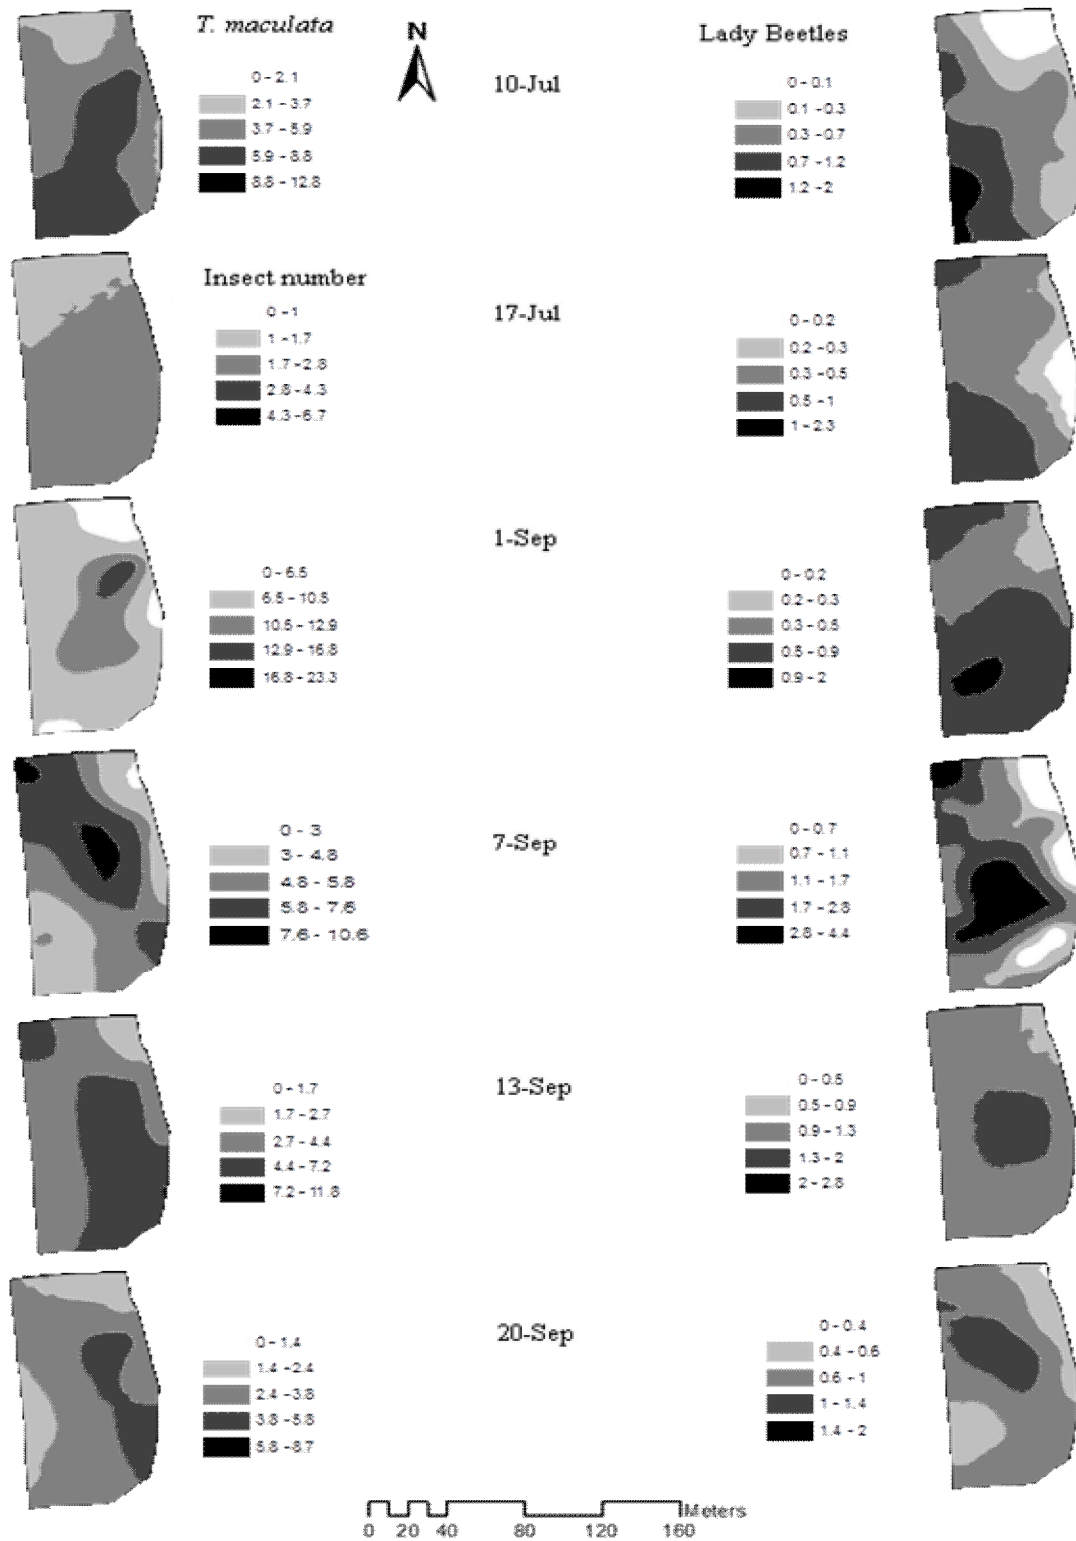 T. maculata
N
Lady Beetles
10-Jul
0 - 2.1
2.1 - 3.7
3.7 - 5.9
5.9 - 8.8
8.8 - 12.8
0 - 0.1
0.1 - 0.3
0.3 - 0.7
0.7 - 1.2
1.2 - 2
Insect number
17-Jul
0 - 1
1 - 1.7
1.7 - 2.8
2.8 - 4.3
4.3 - 6.7
0 - 0.2
0.2 - 0.3
0.3 - 0.5
0.5 - 1
1 - 2.3
1-Sep
0 - 6.5
6.5 - 10.5
10.5 - 12.9
12.9 - 16.8
16.8 - 23.3
0 - 0.2
0.2 - 0.3
0.3 - 0.5
0.5 - 0.9
0.9 - 2
7-Sep
0 - 3
3 - 4.8
4.8 - 5.8
5.8 - 7.6
7.6 - 10.6
0 - 0.7
0.7 - 1.1
1.1 - 1.7
1.7 - 2.8
2.8 - 4.4
13-Sep
0 - 1.7
1.7 - 2.7
2.7 - 4.4
4.4 - 7.2
7.2 - 11.8
0 - 0.5
0.5 - 0.9
0.9 - 1.3
1.3 - 2
2 - 2.8
20-Sep
0 - 1.4
1.4 - 2.4
2.4 - 3.8
3.8 - 5.8
5.8 - 8.7
0 - 0.4
0.4 - 0.6
0.6 - 1
1 - 1.4
1.4 - 2
Meters
0 20 40 80 120 160